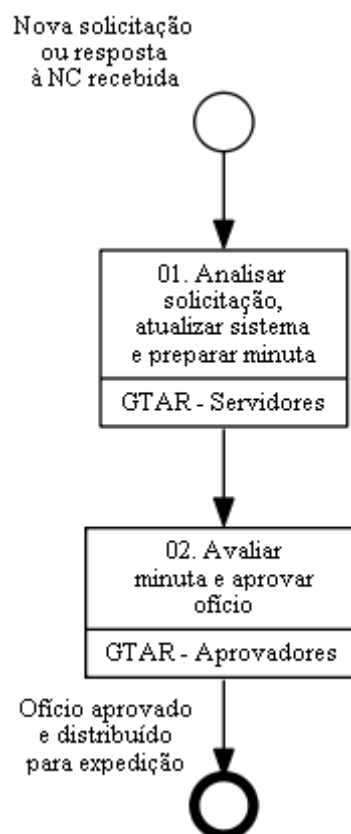 Nova solicitação
ou resposta
à NC recebida
01. Analisar
solicitação,
atualizar sistema
e preparar minuta
GTAR - Servidores
02. Avaliar
minuta e aprovar
ofício
GTAR - Aprovadores
Ofício aprovado
e distribuído
para expedição